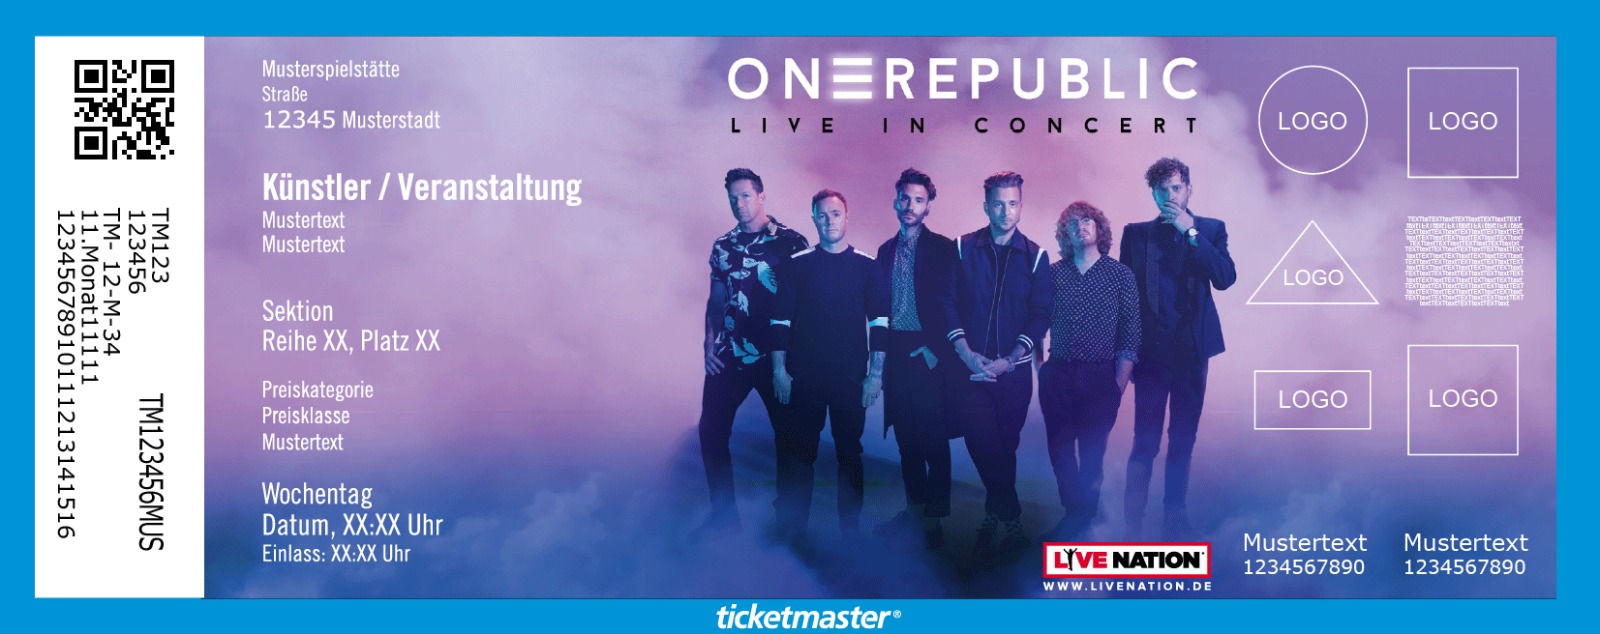 TM123
123456
TM- 12-M-34
11.Monat11111
12345678910111213141516
TM123456MUS
Musterspielstätte
Straße
12345 Musterstadt
Künstler / Veranstaltung
Mustertext
Mustertext
Sektion
Reihe XX, Platz XX
Preiskategorie
Preisklasse
Mustertext
Wochentag
Datum, XX:XX Uhr
Einlass: XX:XX Uhr
ONEREPUBLIC
LIVE IN CONCERT
LOGO
LOGO
LOGO
LOGO
LOGO
LIVE NATION
WWW.LIVENATION.DE
Mustertext
1234567890
Mustertext
1234567890
ticketmaster®